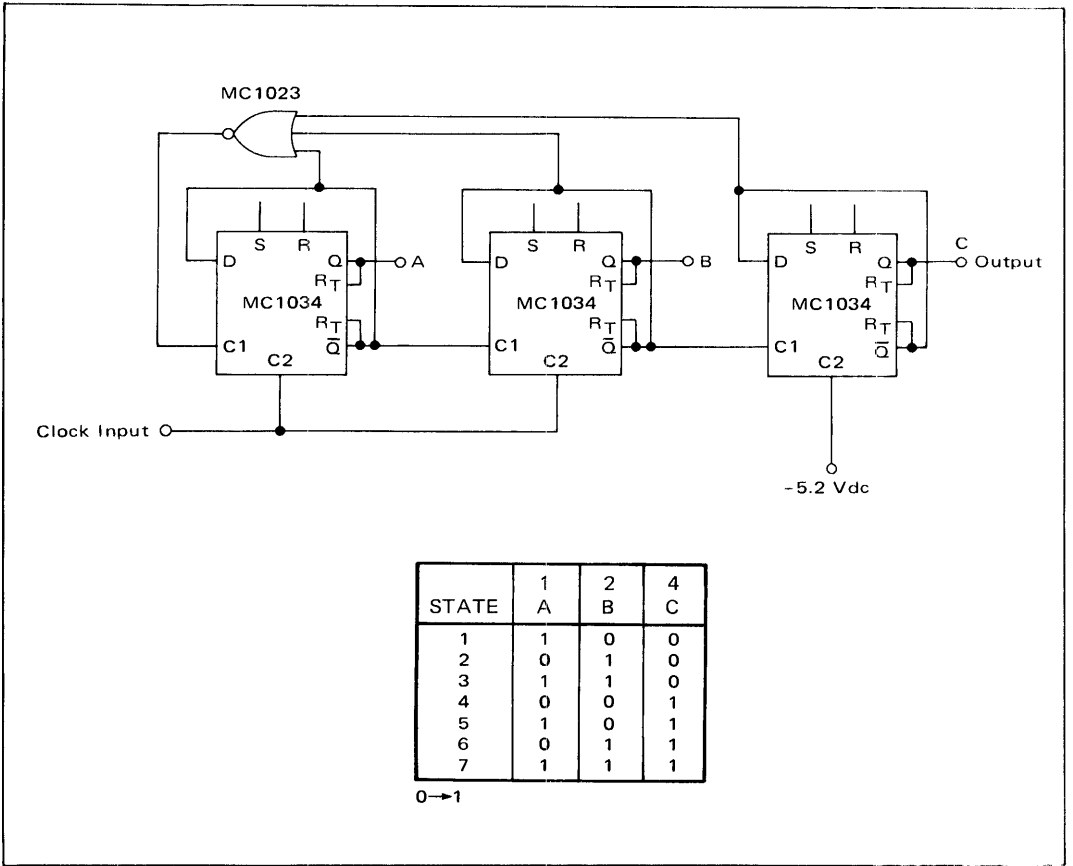 MC1023
S R
D Q A
RT
MC1034
RT
C1 Q̅
C2
S R
D Q B
RT
MC1034
RT
C1 Q̅
C2
S R
D Q C Output
RT
MC1034
RT
C1 Q̅
C2
Clock Input
-5.2 Vdc
STATE 1 A 2 B 4 C
1 1 0 0
2 0 1 0
3 1 1 0
4 0 0 1
5 1 0 1
6 0 1 1
7 1 1 1
0→1